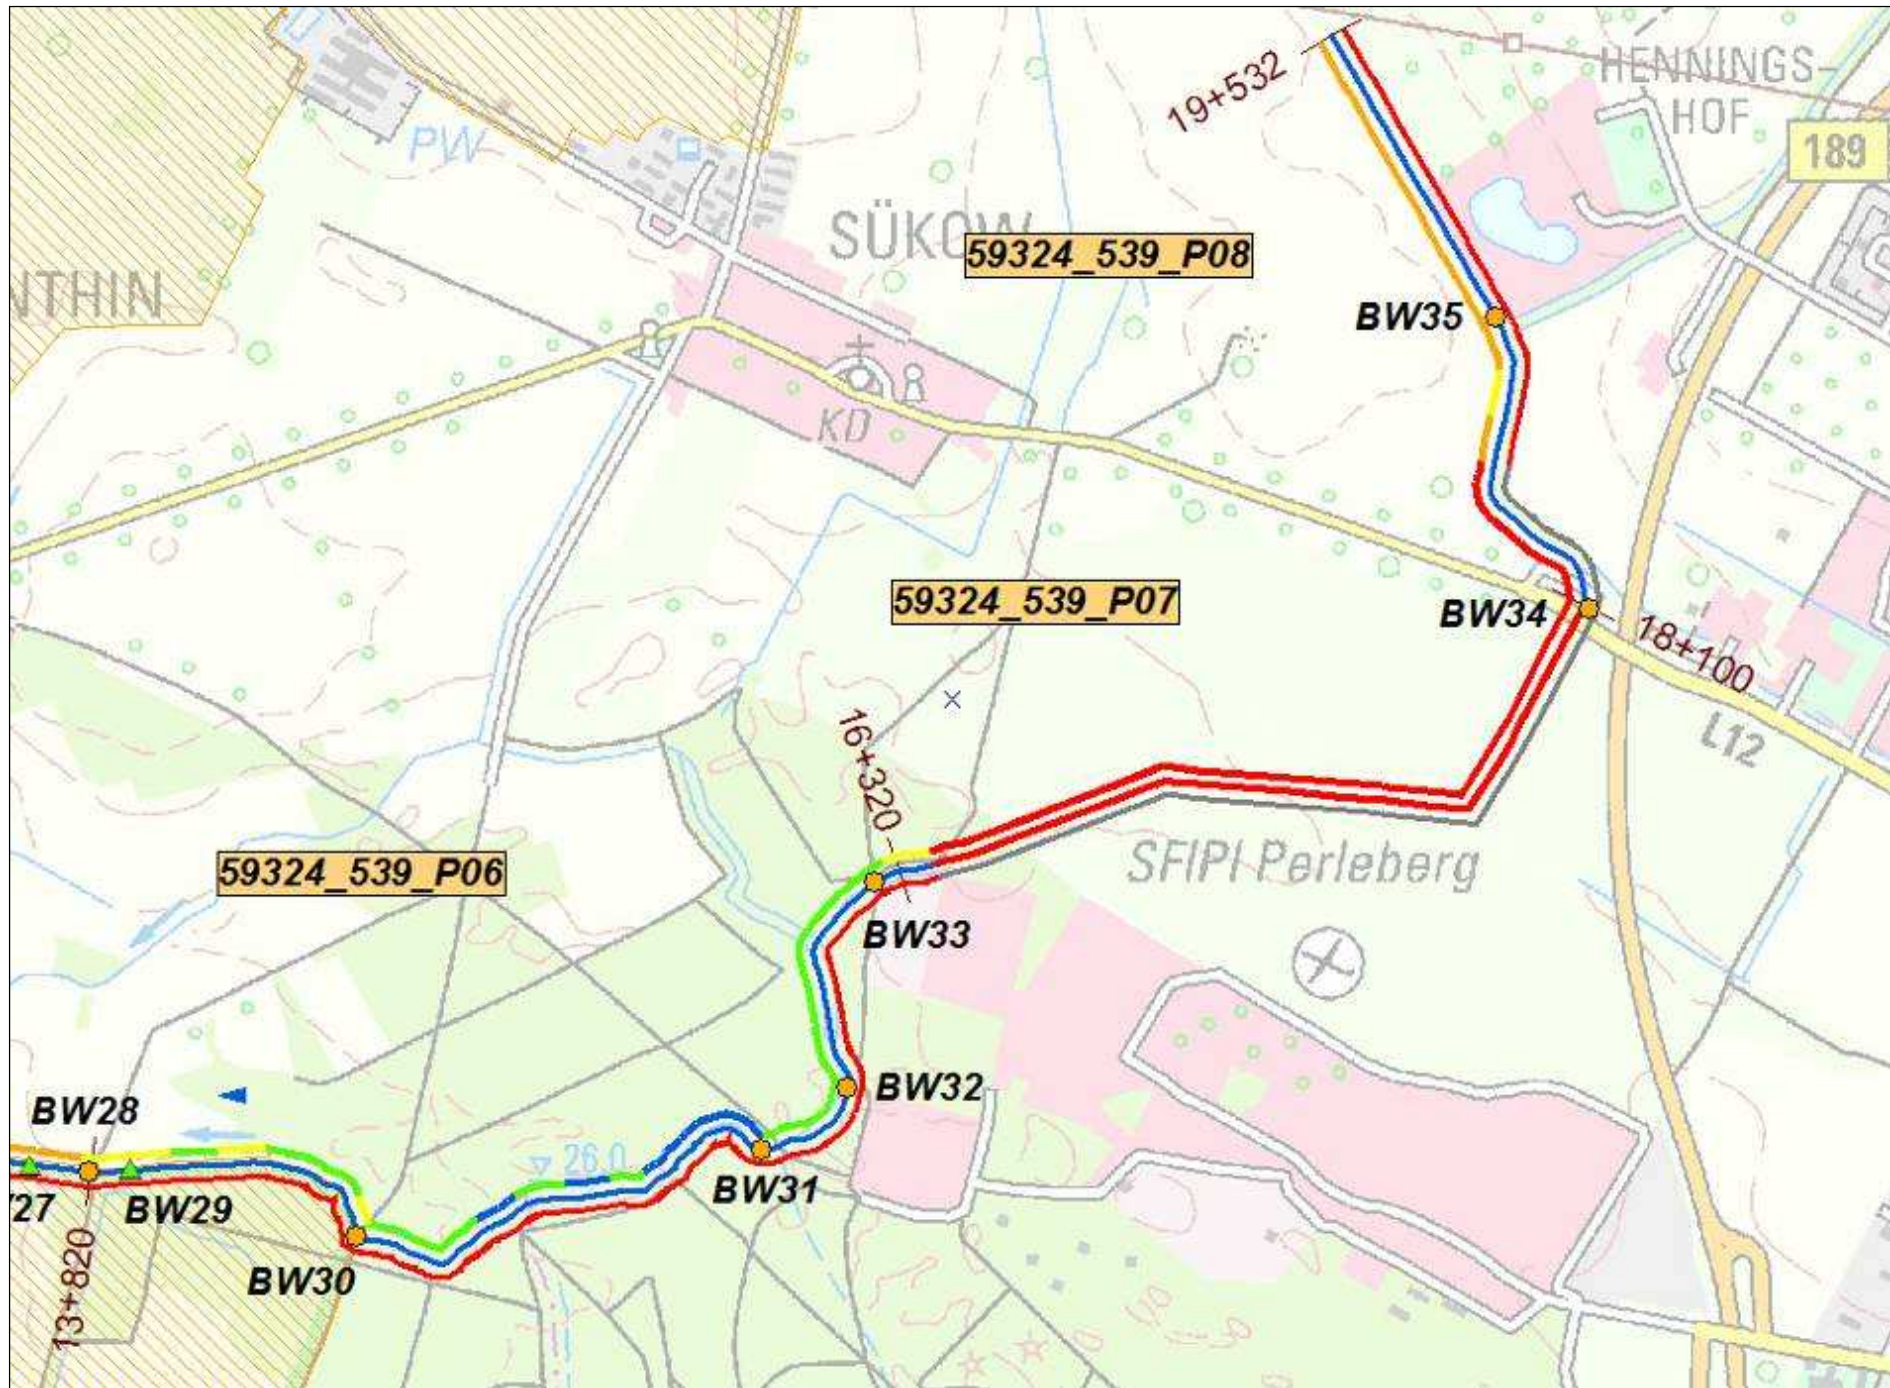 19+532
HENNINGS-
HOF
189
PW
SÜKOW
59324_539_P08
NTHIN
BW35
KD
59324_539_P07
BW34
18+100
L12
16+320
59324_539_P06
SFlPl Perleberg
BW33
BW28
BW32
26.0
27
BW29
BW31
BW30
13+820